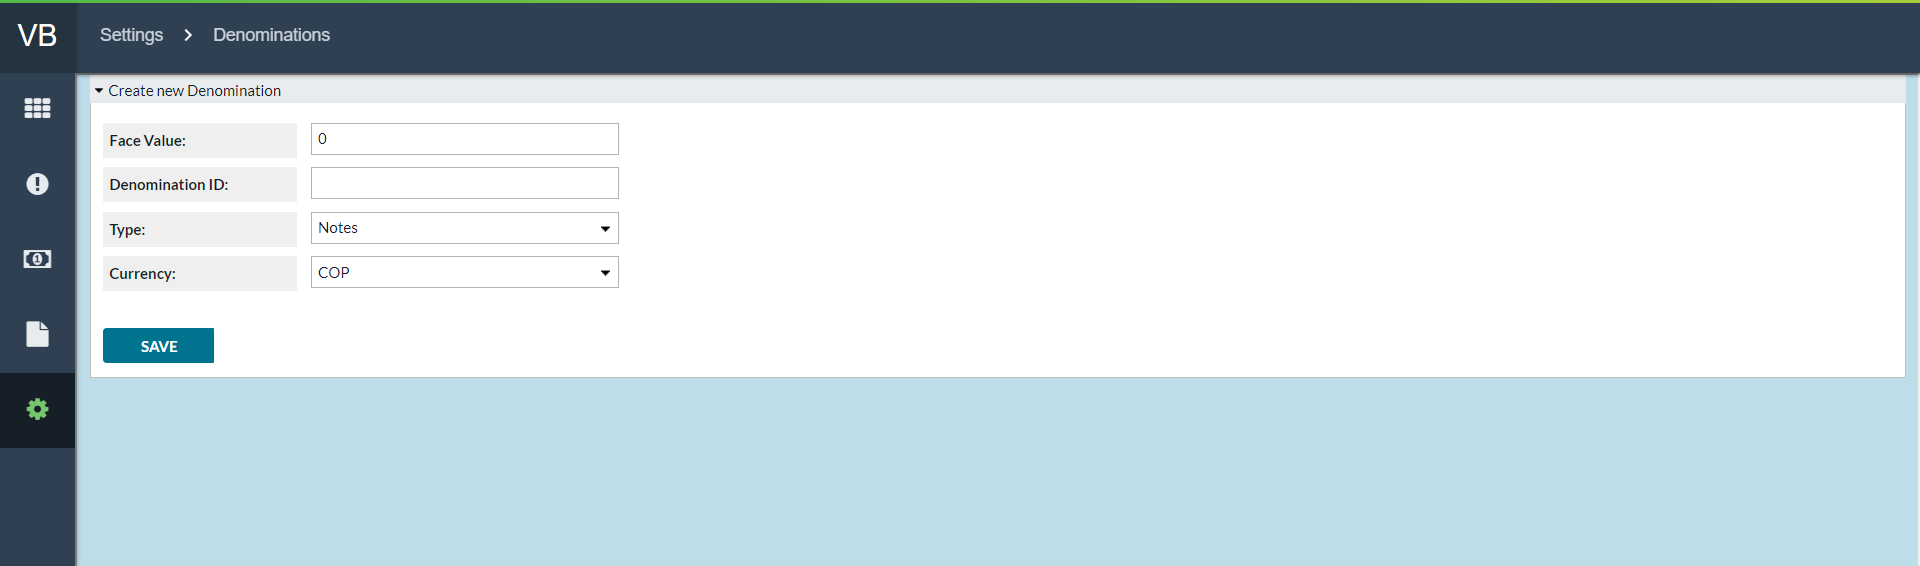 VB
Settings > Denominations
Create new Denomination
Face Value: 0
Denomination ID:
Type: Notes
Currency: COP
SAVE